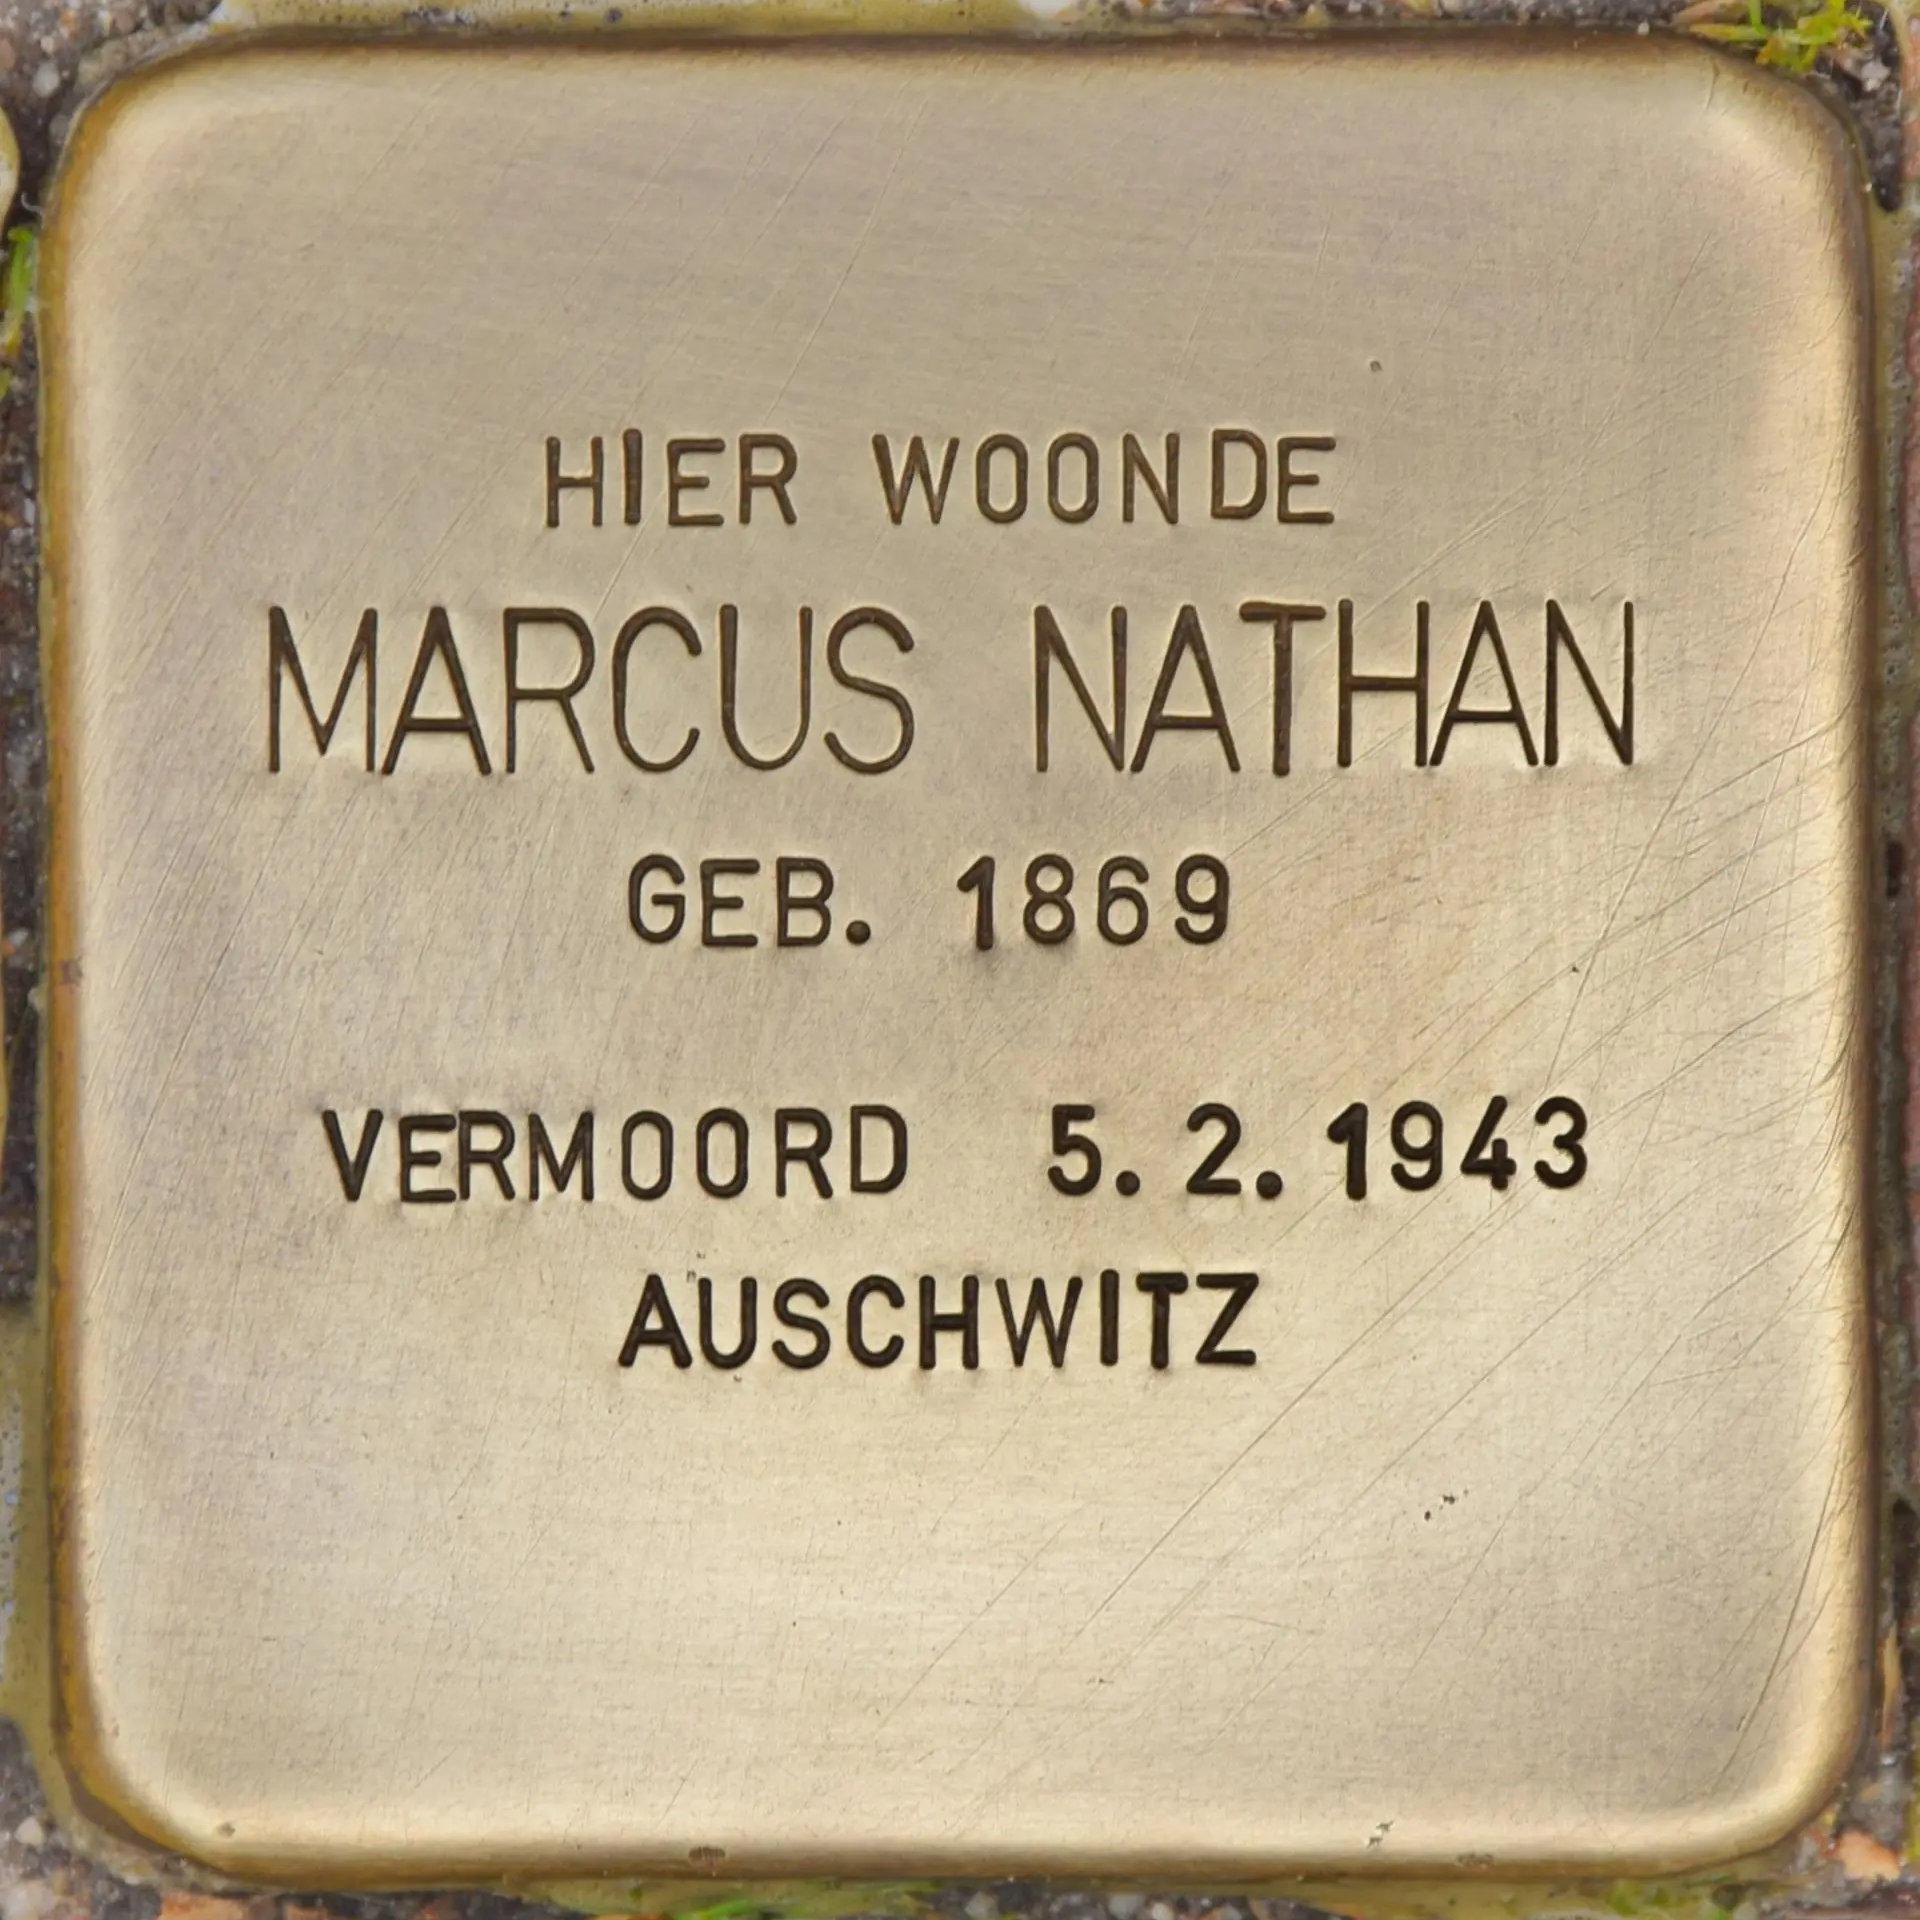 HIER WOONDE
MARCUS NATHAN
GEB. 1869
VERMOORD 5.2.1943
AUSCHWITZ